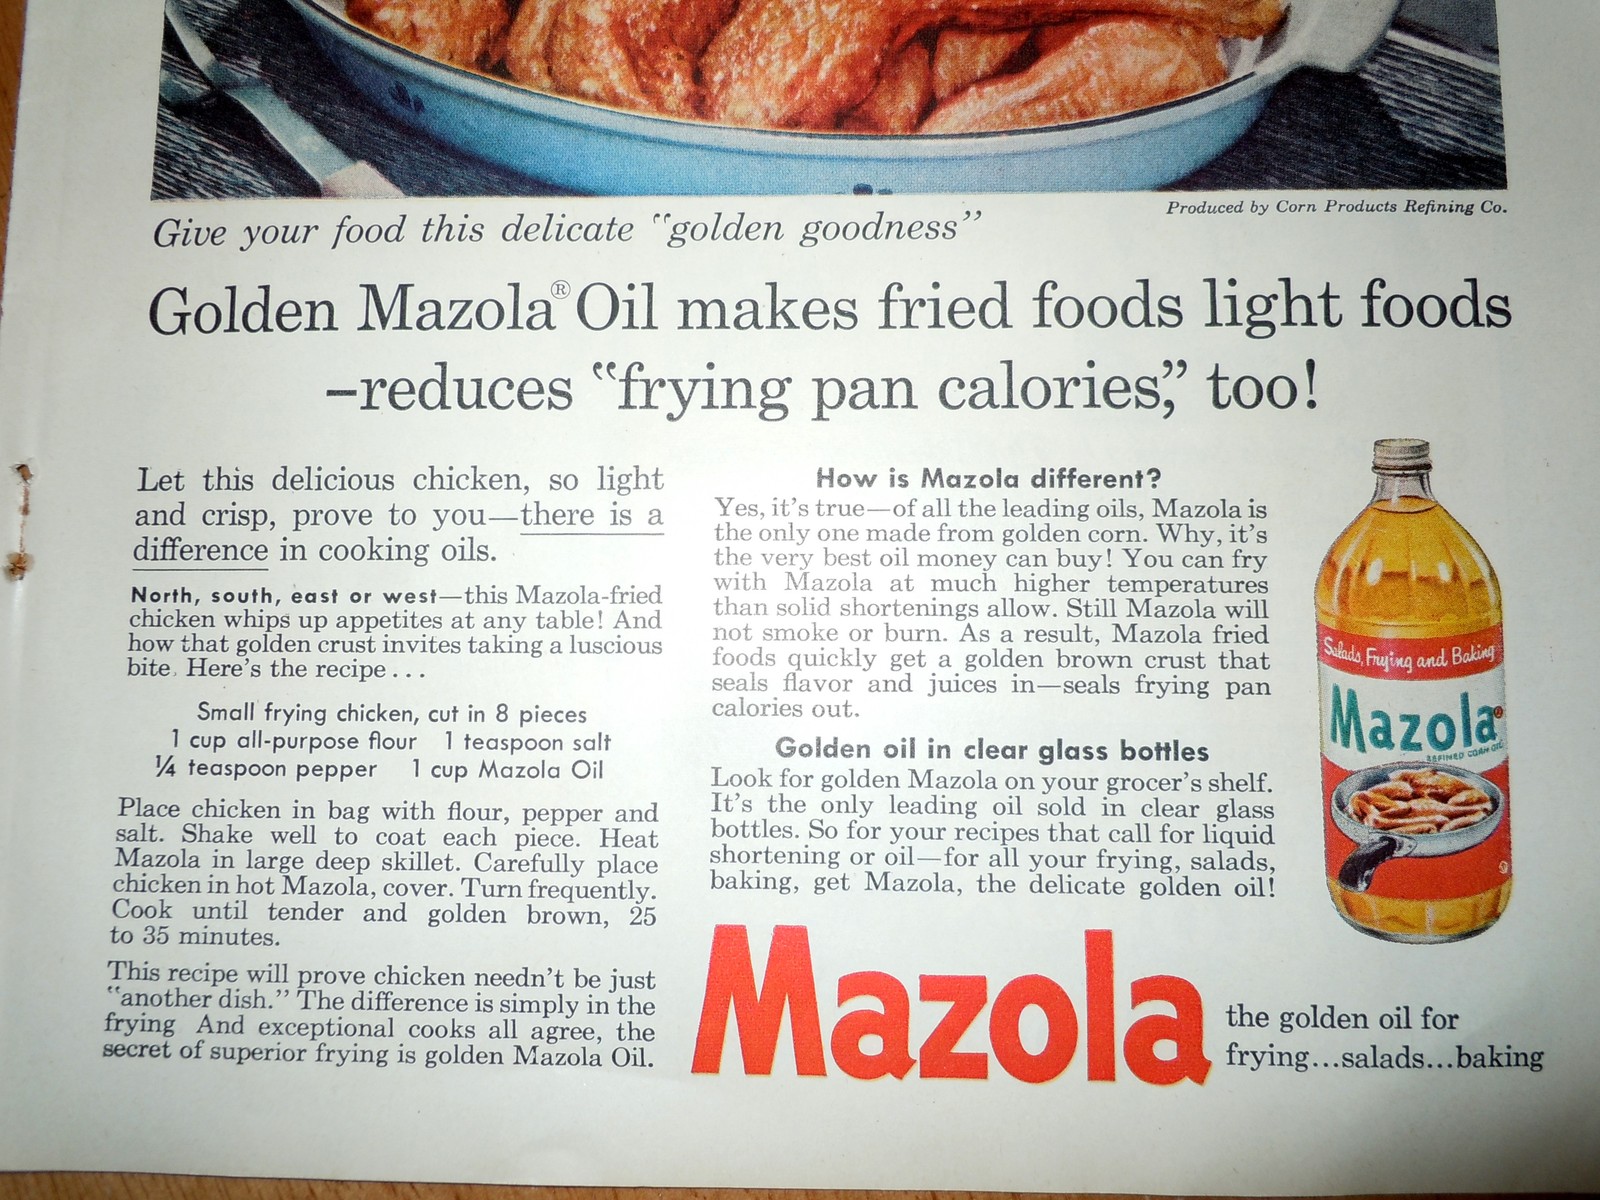 Produced by Corn Products Refining Co.
Give your food this delicate "golden goodness"
Golden Mazola® Oil makes fried foods light foods
–reduces "frying pan calories," too!
Let this delicious chicken, so light
and crisp, prove to you—there is a
difference in cooking oils.
North, south, east or west—this Mazola-fried
chicken whips up appetites at any table! And
how that golden crust invites taking a luscious
bite. Here's the recipe...
Small frying chicken, cut in 8 pieces
1 cup all-purpose flour 1 teaspoon salt
¼ teaspoon pepper 1 cup Mazola Oil
Place chicken in bag with flour, pepper and
salt. Shake well to coat each piece. Heat
Mazola in large deep skillet. Carefully place
chicken in hot Mazola, cover. Turn frequently.
Cook until tender and golden brown, 25
to 35 minutes.
This recipe will prove chicken needn't be just
"another dish." The difference is simply in the
frying And exceptional cooks all agree, the
secret of superior frying is golden Mazola Oil.
How is Mazola different?
Yes, it's true—of all the leading oils, Mazola is
the only one made from golden corn. Why, it's
the very best oil money can buy! You can fry
with Mazola at much higher temperatures
than solid shortenings allow. Still Mazola will
not smoke or burn. As a result, Mazola fried
foods quickly get a golden brown crust that
seals flavor and juices in—seals frying pan
calories out.
Golden oil in clear glass bottles
Look for golden Mazola on your grocer's shelf.
It's the only leading oil sold in clear glass
bottles. So for your recipes that call for liquid
shortening or oil—for all your frying, salads,
baking, get Mazola, the delicate golden oil!
Salads, Frying and Baking
Mazola®
REFINED CORN OIL
Mazola
the golden oil for
frying...salads...baking